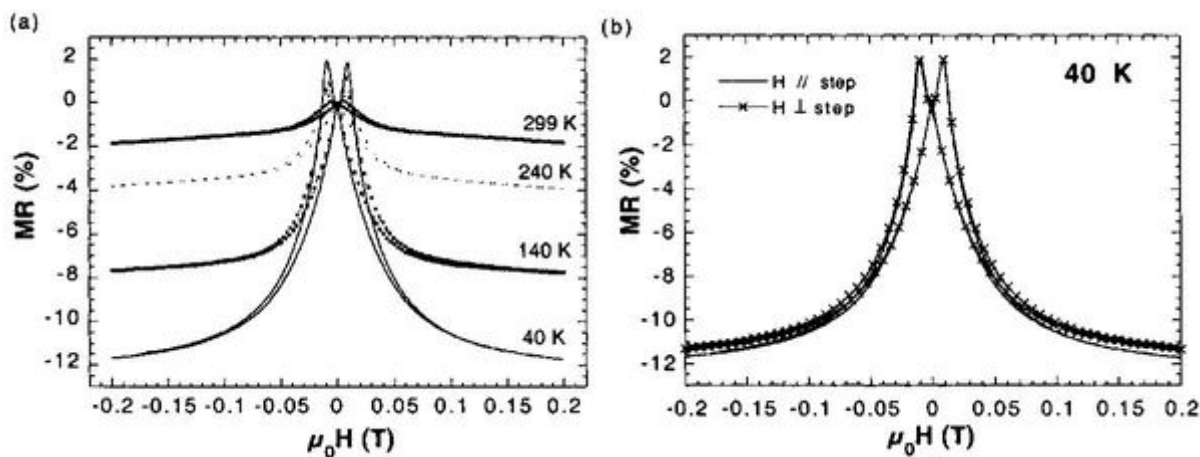 (a)
MR (%)
2
0
-2
-4
-6
-8
-10
-12
299 K
240 K
140 K
40 K
-0.2 -0.15 -0.1 -0.05 0 0.05 0.1 0.15 0.2
μ₀H (T)
(b)
MR (%)
2
0
-2
-4
-6
-8
-10
-12
H // step
H ⊥ step
40 K
-0.2 -0.15 -0.1 -0.05 0 0.05 0.1 0.15 0.2
μ₀H (T)